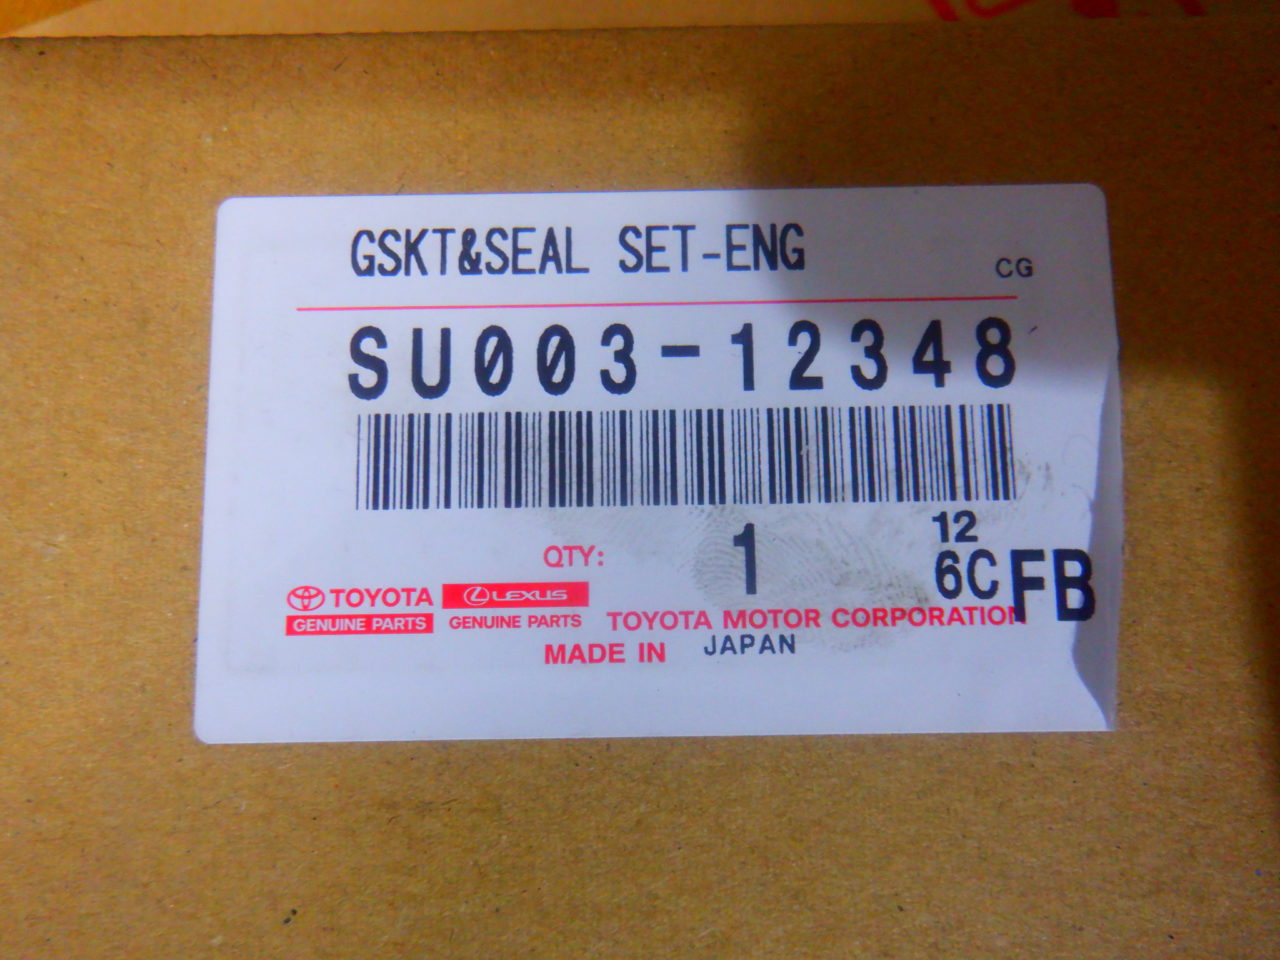 GSKT&SEAL SET-ENG
CG
SU003-12348
12
QTY: 1
6C FB
TOYOTA LEXUS
GENUINE PARTS GENUINE PARTS TOYOTA MOTOR CORPORATION
MADE IN JAPAN